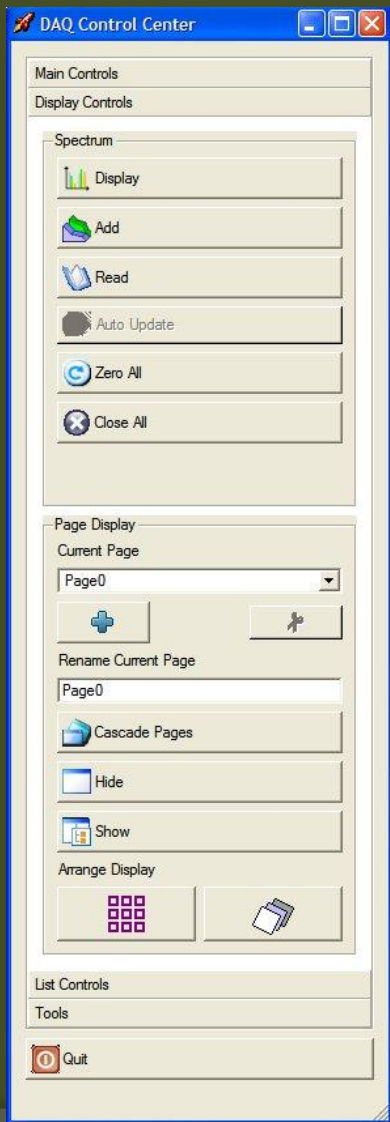 DAQ Control Center
Main Controls
Display Controls
Spectrum
Display
Add
Read
Auto Update
Zero All
Close All
Page Display
Current Page
Page0
Rename Current Page
Page0
Cascade Pages
Hide
Show
Arrange Display
List Controls
Tools
Quit